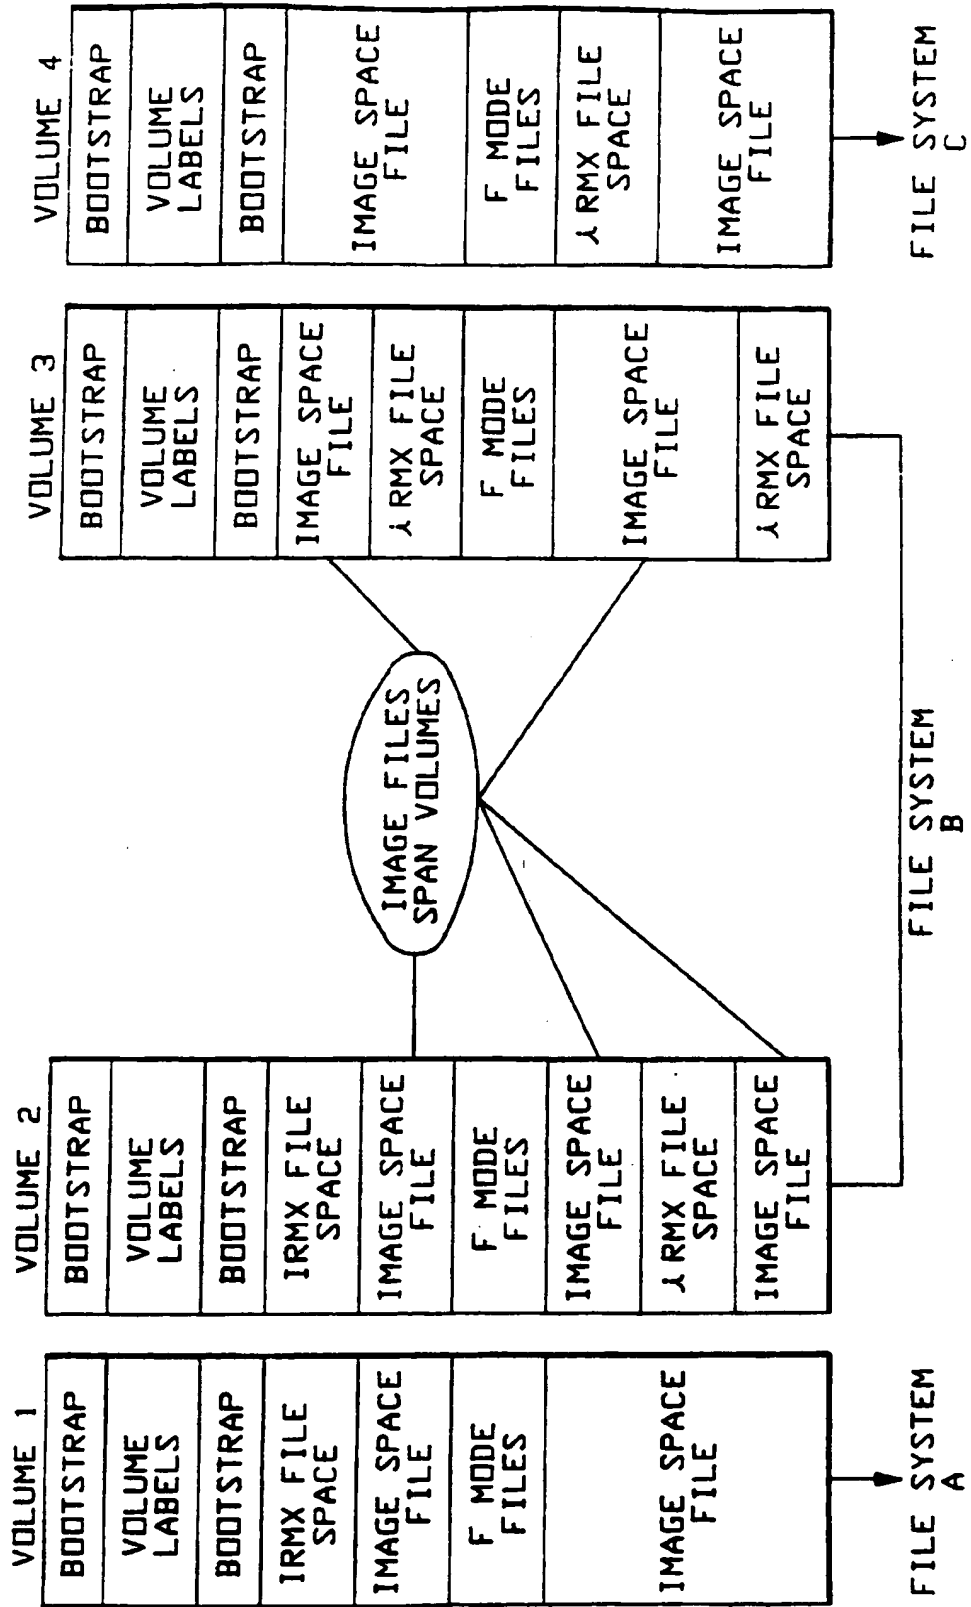 VOLUME 1
BOOTSTRAP
VOLUME
LABELS
BOOTSTRAP
IRMX FILE
SPACE
IMAGE SPACE
FILE
F MODE
FILES
IMAGE SPACE
FILE
FILE SYSTEM
A
VOLUME 2
BOOTSTRAP
VOLUME
LABELS
BOOTSTRAP
IRMX FILE
SPACE
IMAGE SPACE
FILE
F MODE
FILES
IMAGE SPACE
FILE
λRMX FILE
SPACE
IMAGE SPACE
FILE
IMAGE FILES
SPAN VOLUMES
FILE SYSTEM
B
VOLUME 3
BOOTSTRAP
VOLUME
LABELS
BOOTSTRAP
IMAGE SPACE
FILE
λRMX FILE
SPACE
F MODE
FILES
IMAGE SPACE
FILE
λRMX FILE
SPACE
VOLUME 4
BOOTSTRAP
VOLUME
LABELS
BOOTSTRAP
IMAGE SPACE
FILE
F MODE
FILES
λRMX FILE
SPACE
IMAGE SPACE
FILE
FILE SYSTEM
C